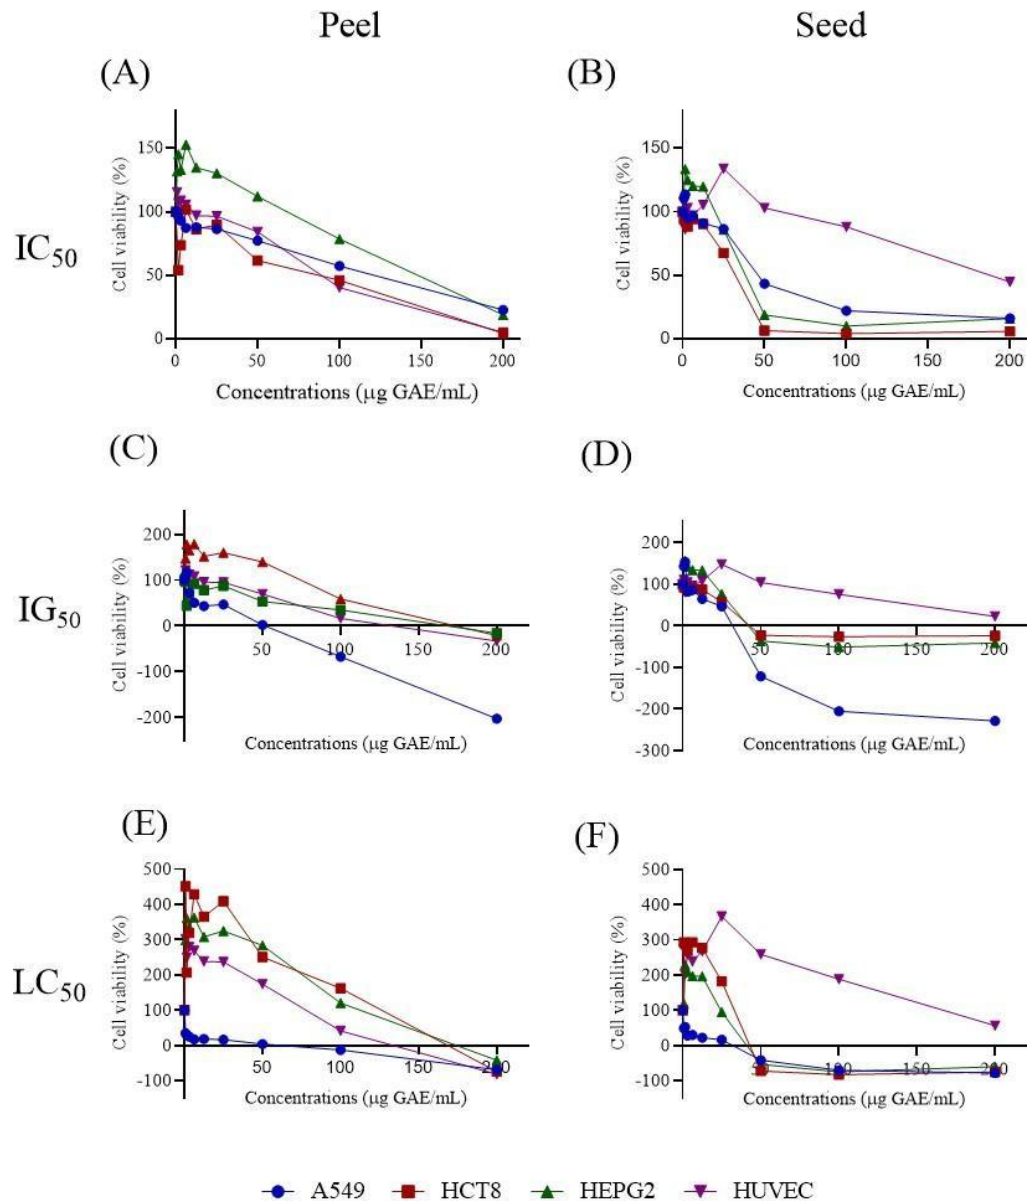 Peel Seed
(A) (B)
IC50
Cell viability (%)
150
100
50
0
0 50 100 150 200
Concentrations (μg GAE/mL)
Cell viability (%)
150
100
50
0
0 50 100 150 200
Concentrations (μg GAE/mL)
(C) (D)
IG50
Cell viability (%)
200
100
0
-100
-200
50 100 150 200
Concentrations (μg GAE/mL)
Cell viability (%)
200
100
0
-100
-200
-300
50 100 150 200
Concentrations (μg GAE/mL)
(E) (F)
LC50
Cell viability (%)
500
400
300
200
100
0
-100
50 100 150 200
Concentrations (μg GAE/mL)
Cell viability (%)
500
400
300
200
100
0
-100
50 100 150 200
Concentrations (μg GAE/mL)
A549 HCT8 HEPG2 HUVEC